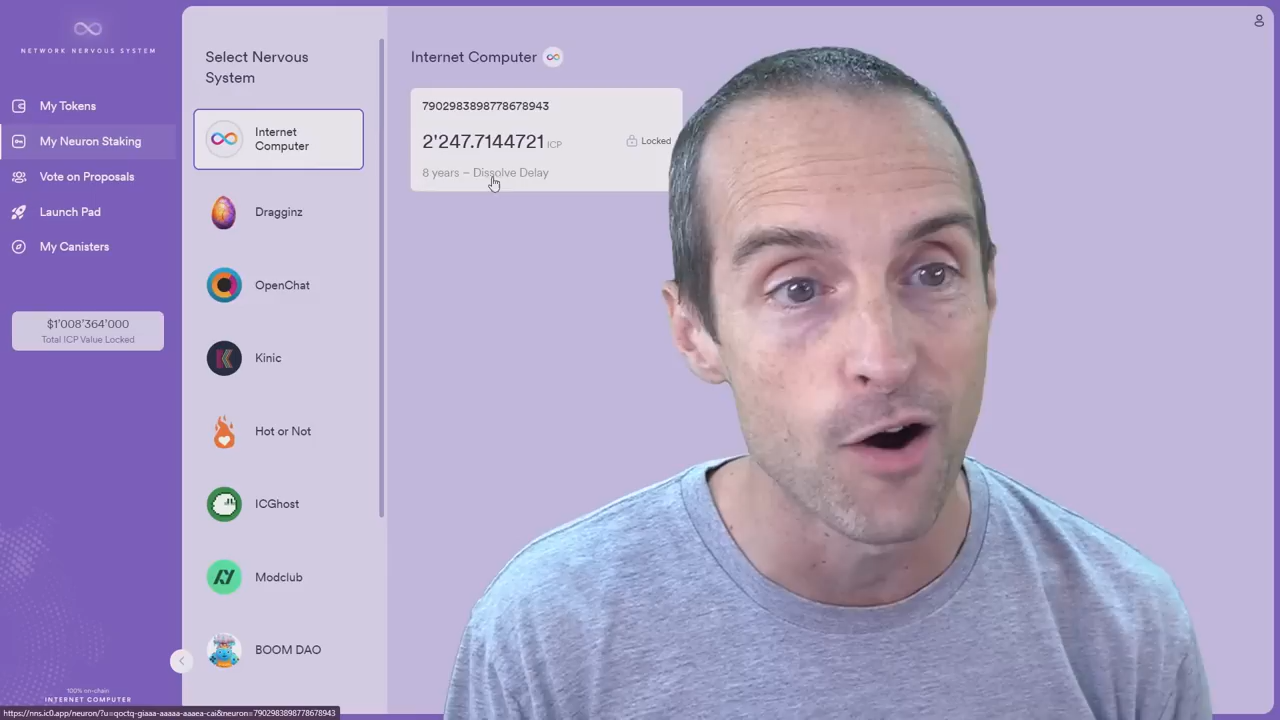 NETWORK NERVOUS SYSTEM
My Tokens
My Neuron Staking
Vote on Proposals
Launch Pad
My Canisters
$1'008'364'000
Total ICP Value Locked
100% on-chain
INTERNET COMPUTER
Select Nervous
System
Internet
Computer
Dragginz
OpenChat
Kinic
Hot or Not
ICGhost
Modclub
BOOM DAO
Internet Computer
7902983898778678943
2'247.7144721 ICP
Locked
8 years – Dissolve Delay
https://nns.ic0.app/neuron/?u=qoctq-giaaa-aaaaa-aaaea-cai&neuron=7902983898778678943